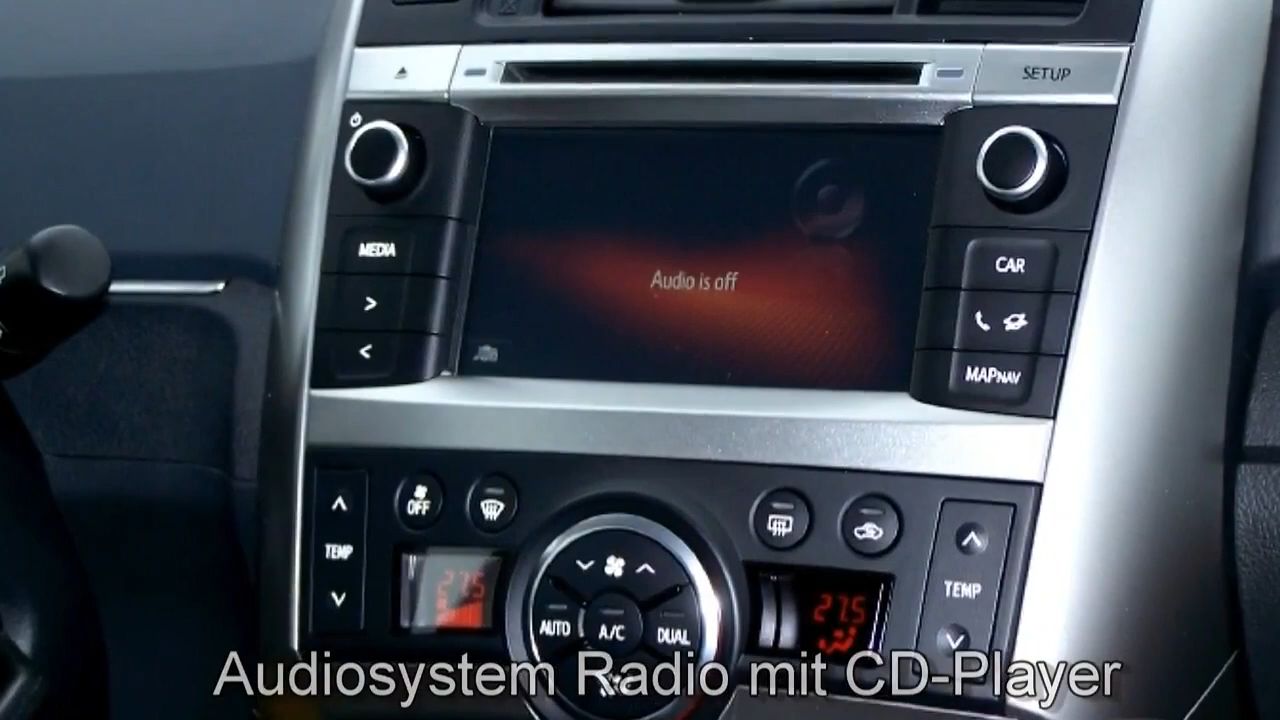 SETUP
MEDIA
>
<
Audio is off
CAR
MAPNAV
OFF
TEMP
27.5
AUTO
A/C
DUAL
27.5
TEMP
Audiosystem Radio mit CD-Player